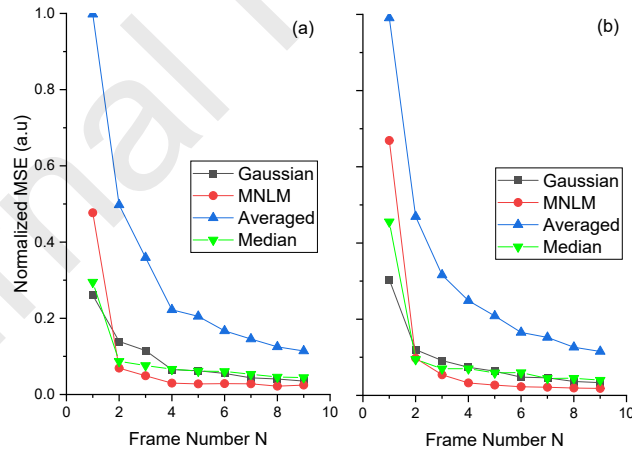 (a)
(b)
Normalized MSE (a.u)
1.0
0.8
0.6
0.4
0.2
0.0
Gaussian
MNLM
Averaged
Median
Gaussian
MNLM
Averaged
Median
0 2 4 6 8 10
0 2 4 6 8 10
Frame Number N
Frame Number N